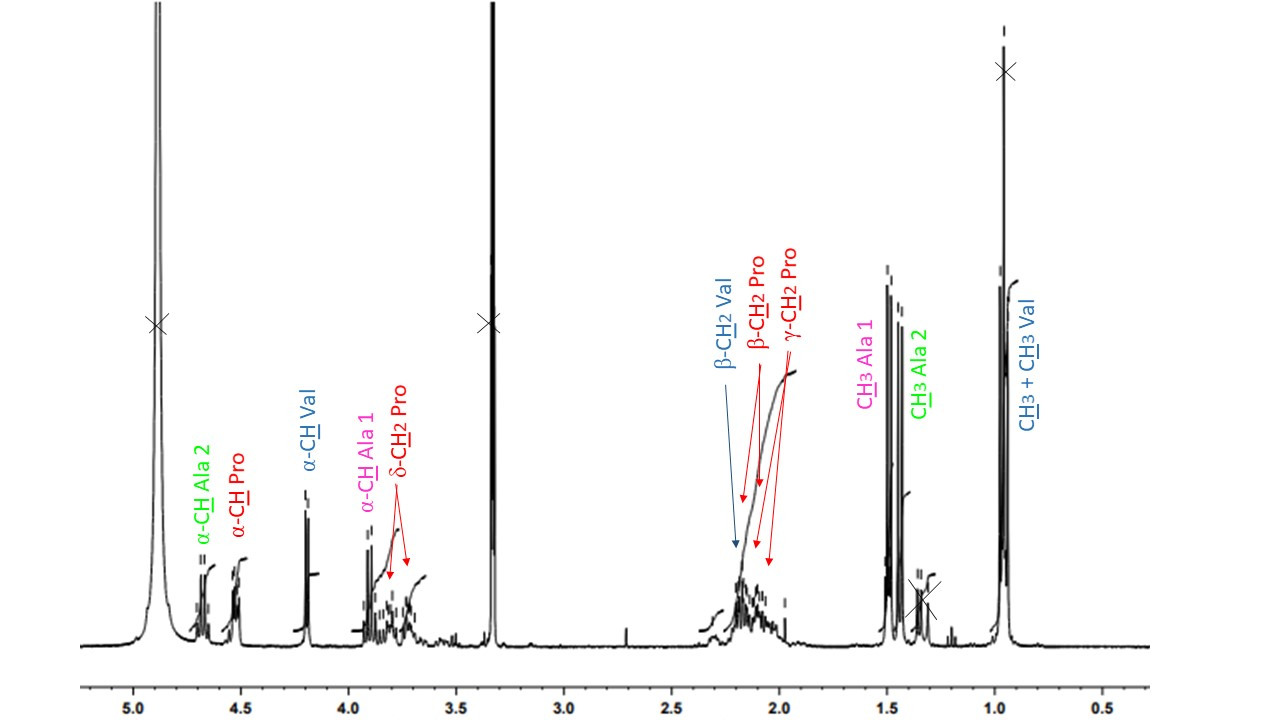 α-CH Ala 2
α-CH Pro
α-CH Val
α-CH Ala 1
δ-CH2 Pro
β-CH2 Val
β-CH2 Pro
γ-CH2 Pro
CH3 Ala 1
CH3 Ala 2
CH3 + CH3 Val
5.0 4.5 4.0 3.5 3.0 2.5 2.0 1.5 1.0 0.5